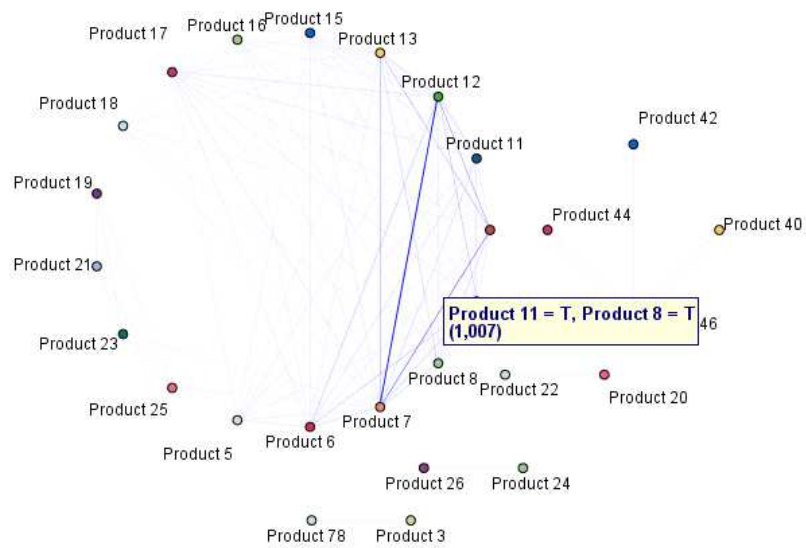 Product 15
Product 16
Product 13
Product 17
Product 12
Product 18
Product 42
Product 11
Product 19
Product 44
Product 40
Product 21
Product 11 = T, Product 8 = T
(1,007)
46
Product 23
Product 8
Product 22
Product 20
Product 25
Product 7
Product 6
Product 5
Product 26
Product 24
Product 78
Product 3